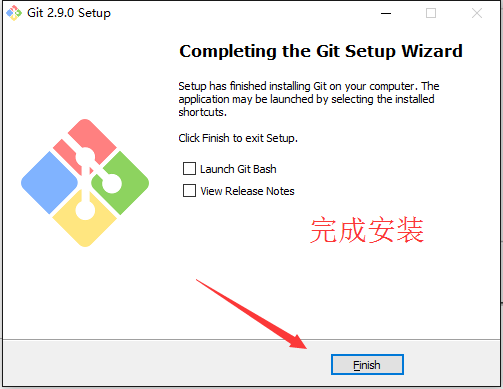 Git 2.9.0 Setup
Completing the Git Setup Wizard
Setup has finished installing Git on your computer. The
application may be launched by selecting the installed
shortcuts.
Click Finish to exit Setup.
Launch Git Bash
View Release Notes
完成安装
Finish